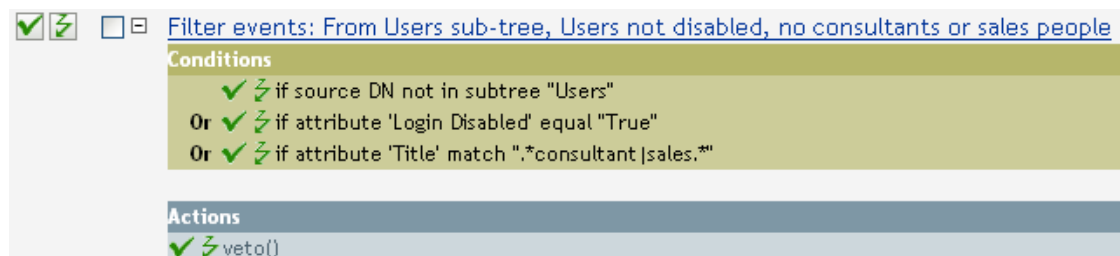 Filter events: From Users sub-tree, Users not disabled, no consultants or sales people
Conditions
if source DN not in subtree "Users"
Or if attribute 'Login Disabled' equal "True"
Or if attribute 'Title' match ".*consultant|sales.*"
Actions
veto()